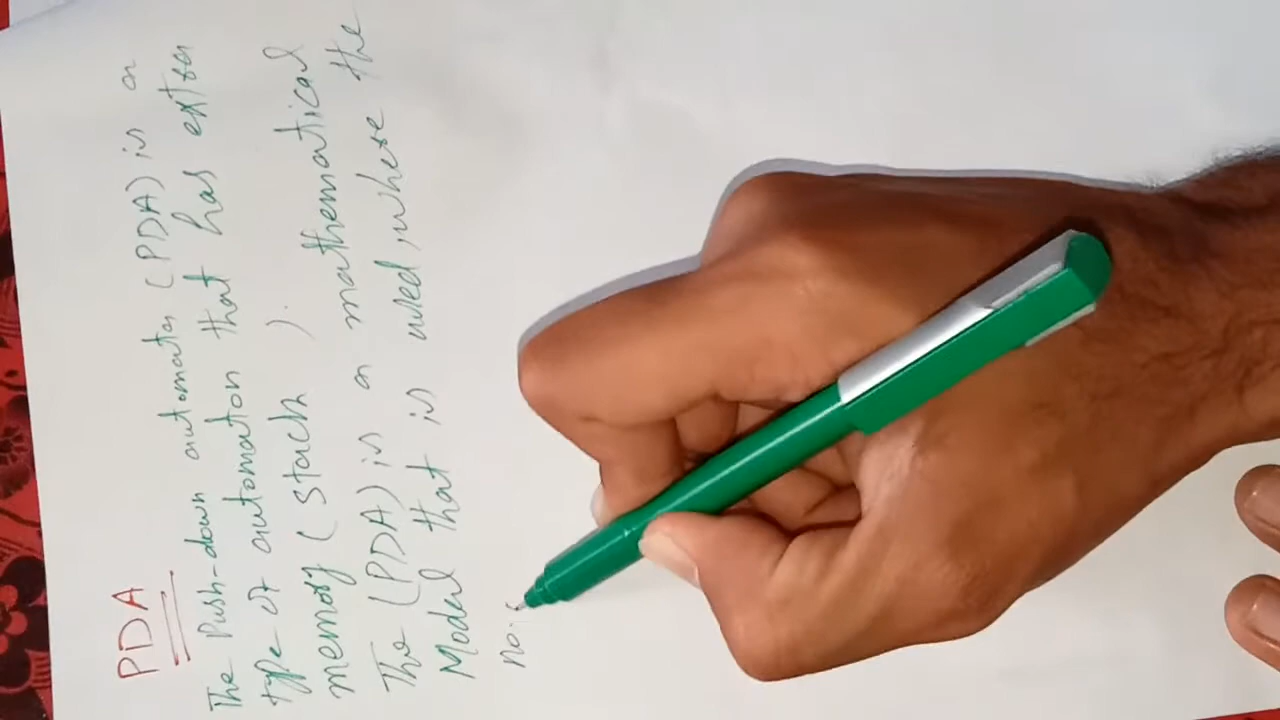 PDA
The Push-down automata (PDA) is a
type of automaton that has extra
memory (stack).
The (PDA) is a mathematical
Model that is used, where the
no.